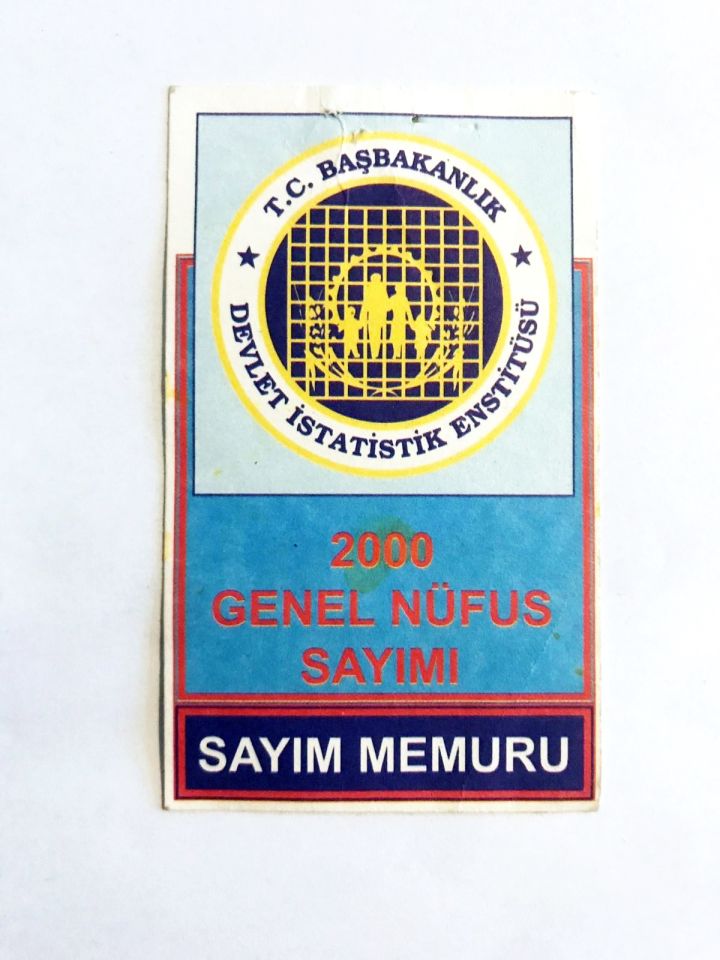 T.C. BAŞBAKANLIK
DEVLET İSTATİSTİK ENSTİTÜSÜ
2000
GENEL NÜFUS
SAYIMI
SAYIM MEMURU